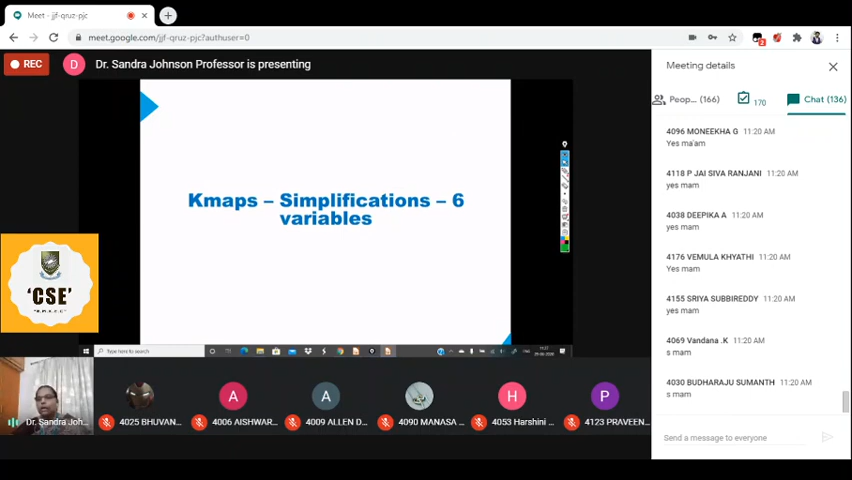 Meet - jjf-qruz-pjc
meet.google.com/jjf-qruz-pjc?authuser=0
REC
D
Dr. Sandra Johnson Professor is presenting
Meeting details
Peop... (166)
170
Chat (136)
Kmaps – Simplifications – 6
variables
'CSE'
4096 MONEEKHA G 11:20 AM
Yes ma'am
4118 P JAI SIVA RANJANI 11:20 AM
yes mam
4038 DEEPIKA A 11:20 AM
yes mam
4176 VEMULA KHYATHI 11:20 AM
Yes mam
4155 SRIYA SUBBIREDDY 11:20 AM
yes mam
4069 Vandana .K 11:20 AM
s mam
4030 BUDHARAJU SUMANTH 11:20 AM
s mam
Send a message to everyone
Type here to search
A
A
H
P
Dr. Sandra Joh...
4025 BHUVAN...
4006 AISHWAR...
4009 ALLEN D...
4090 MANASA ...
4053 Harshini ...
4123 PRAVEEN...